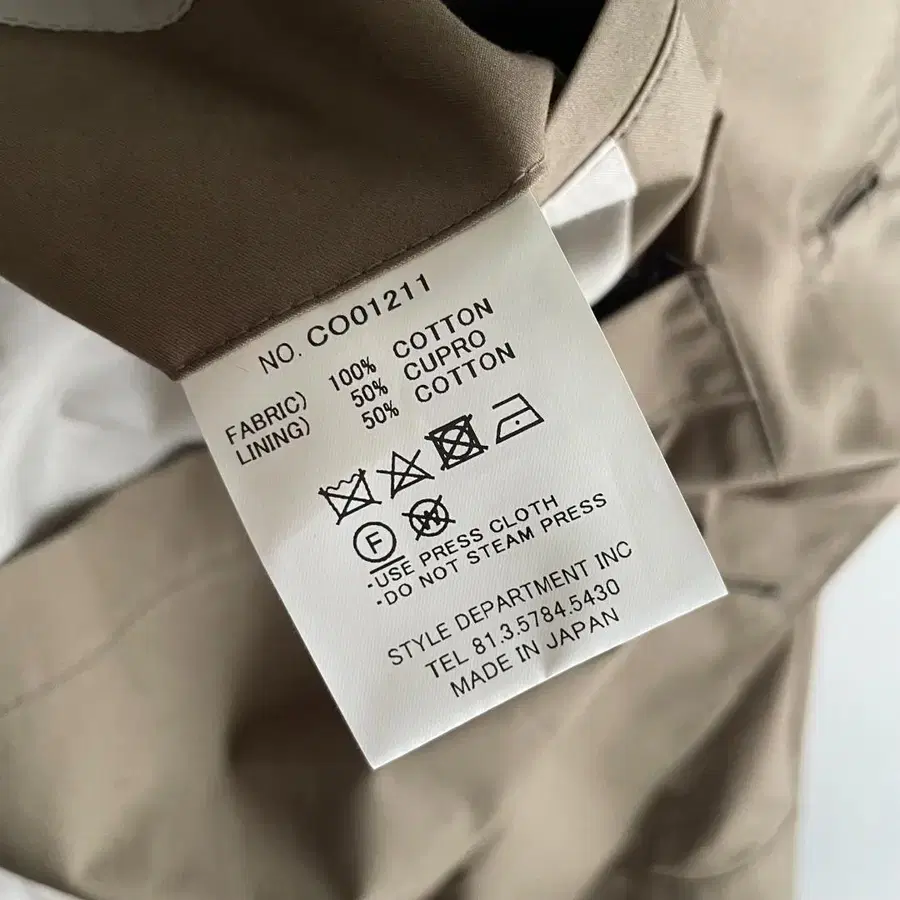 NO. CO01211
FABRIC) 100% COTTON
LINING) 50% CUPRO
50% COTTON
F W
·USE PRESS CLOTH
·DO NOT STEAM PRESS
STYLE DEPARTMENT INC
TEL 81.3.5784.5430
MADE IN JAPAN